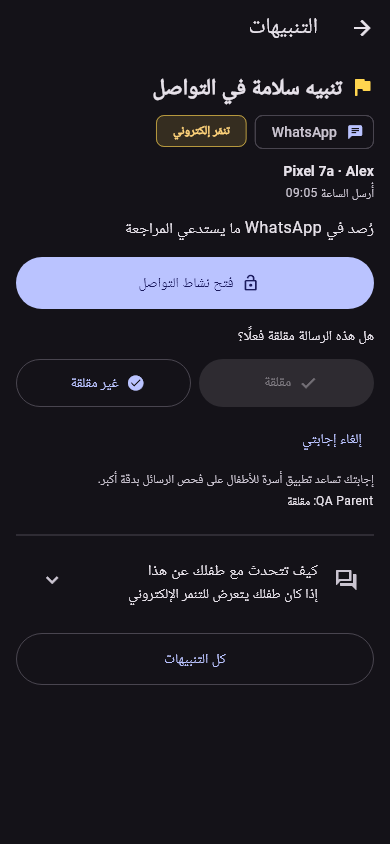 التنبيهات
تنبيه سلامة في التواصل
WhatsApp
تنمّر إلكتروني
Pixel 7a · Alex
أُرسل الساعة 09:05
رُصد في WhatsApp ما يستدعي المراجعة
فتح نشاط التواصل
هل هذه الرسالة مقلقة فعلًا؟
مقلقة
غير مقلقة
إلغاء إجابتي
إجابتك تساعد تطبيق أسرة للأطفال على فحص الرسائل بدقة أكبر.
QA Parent: مقلقة
كيف تتحدث مع طفلك عن هذا
إذا كان طفلك يتعرض للتنمر الإلكتروني
كل التنبيهات